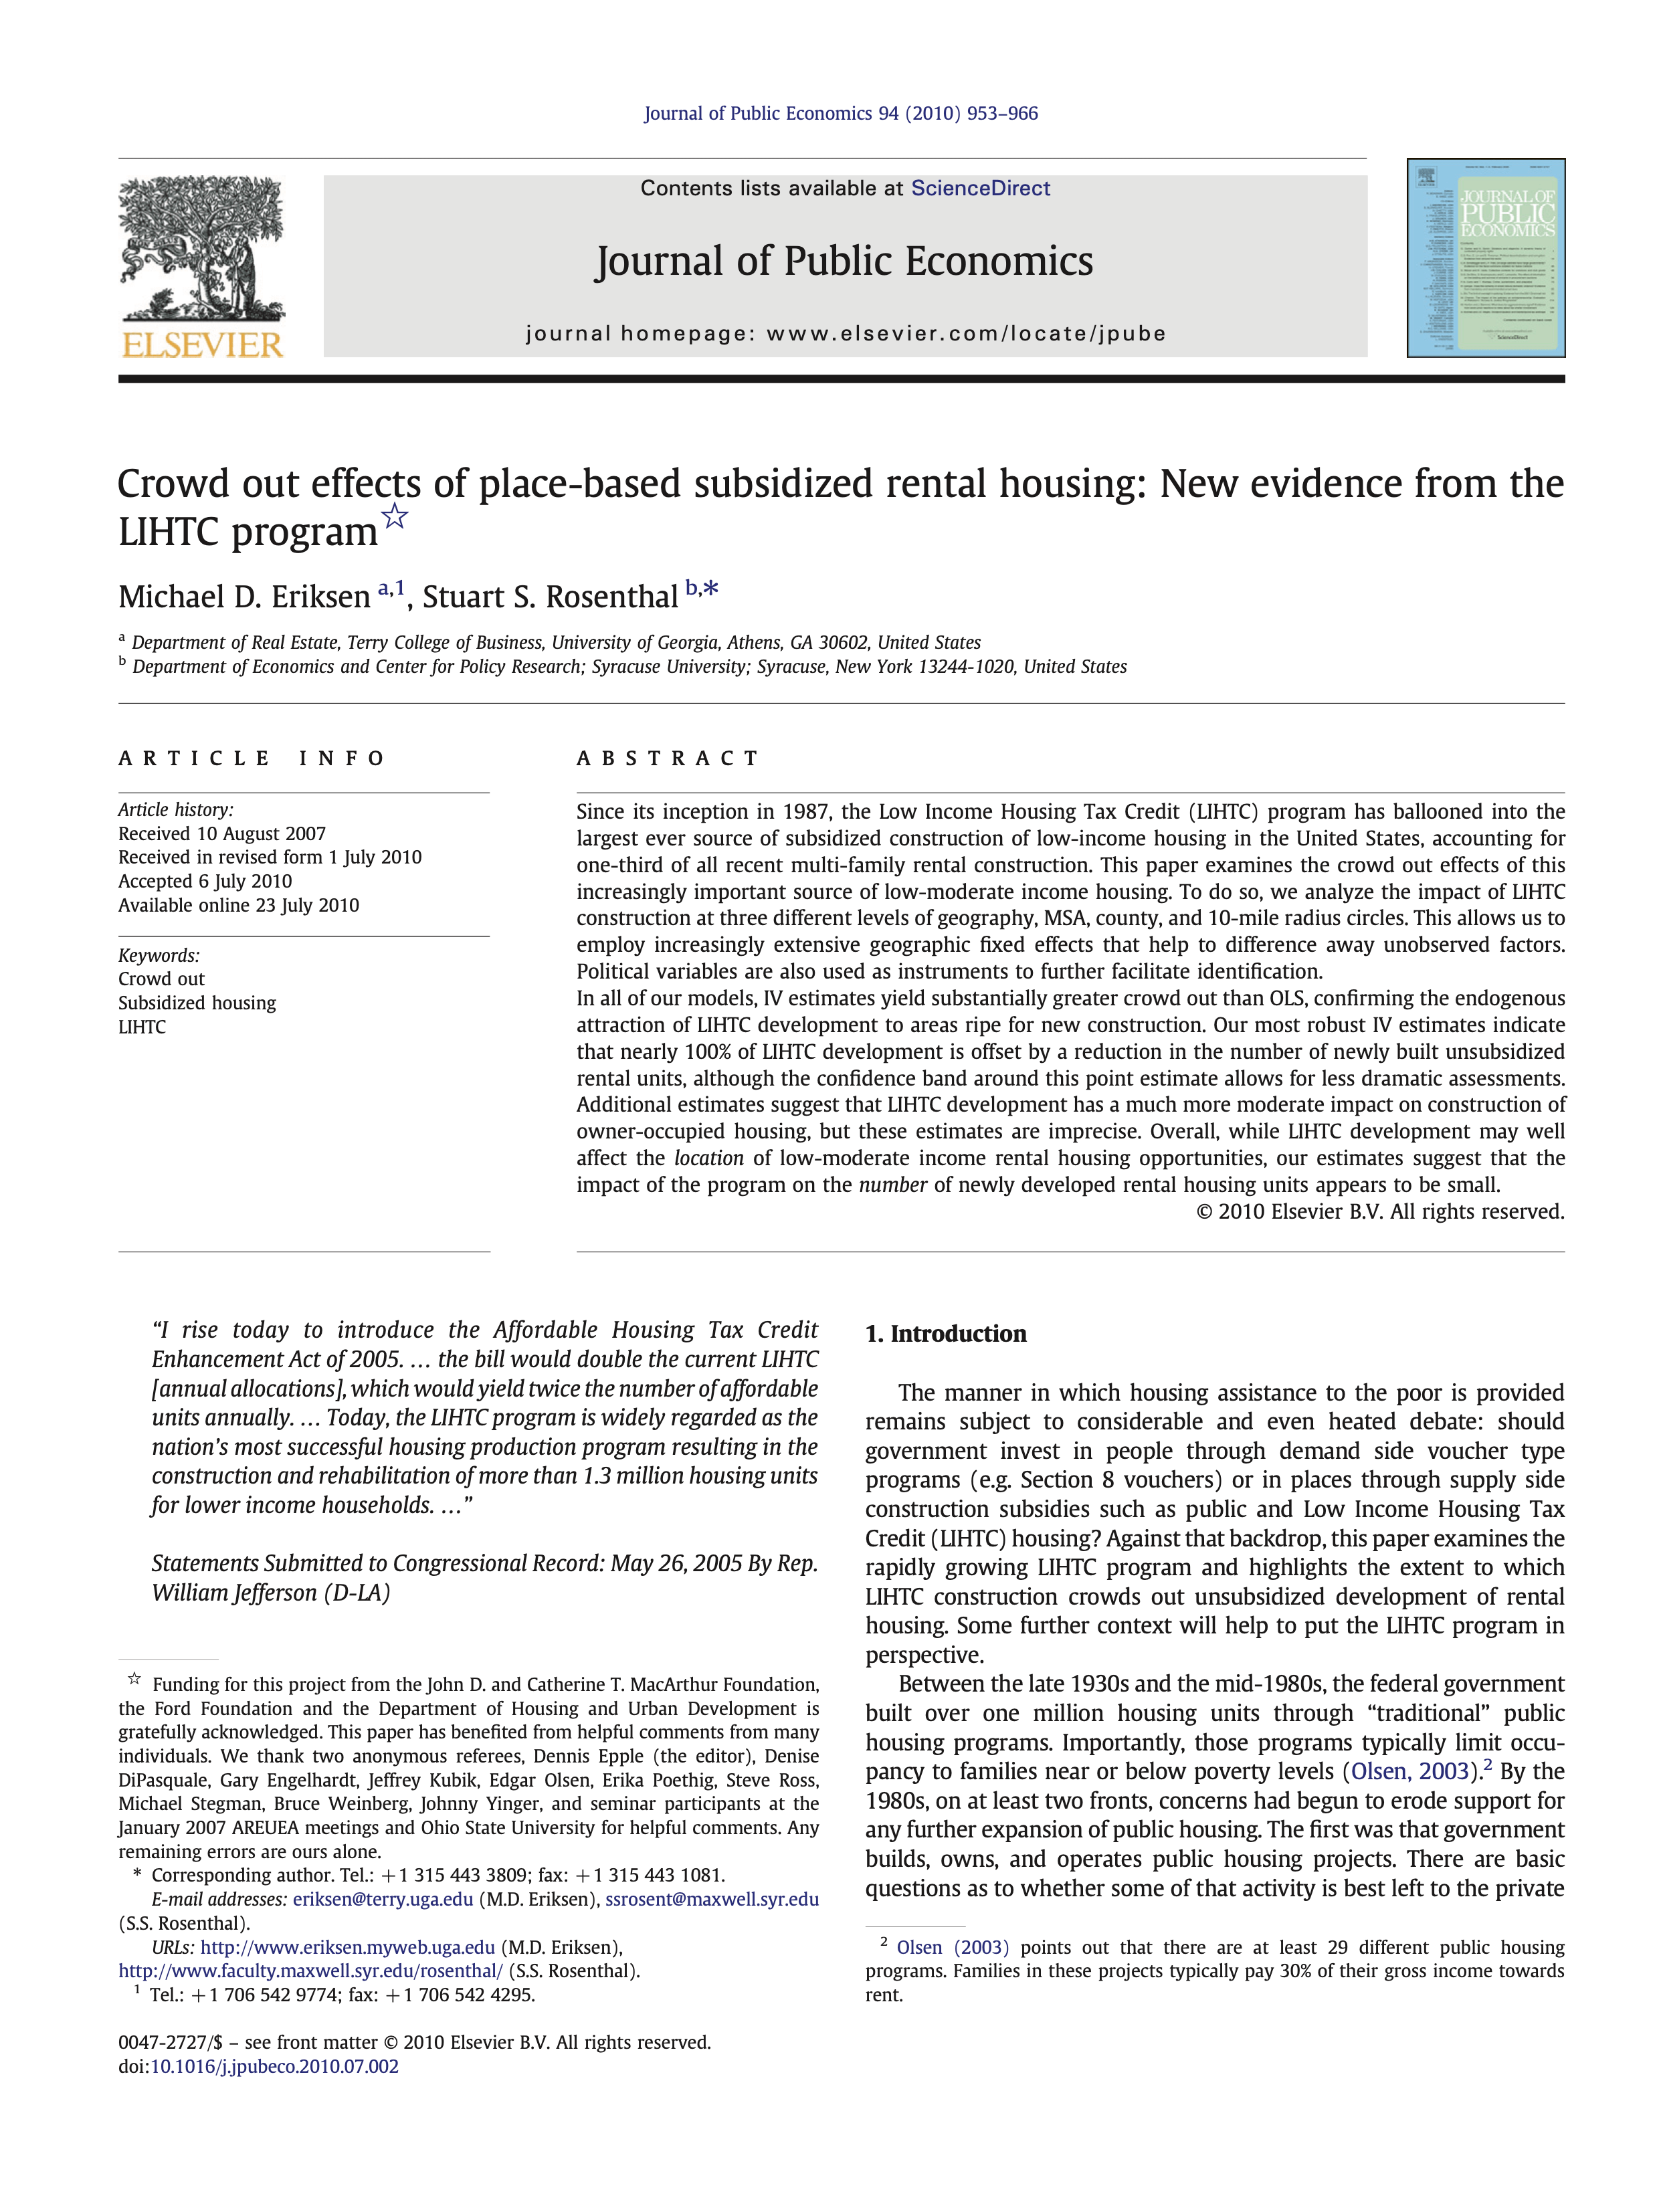 Journal of Public Economics 94 (2010) 953–966
Contents lists available at ScienceDirect
Journal of Public Economics
journal homepage: www.elsevier.com/locate/jpube
ELSEVIER
JOURNAL OF
PUBLIC
ECONOMICS
Crowd out effects of place-based subsidized rental housing: New evidence from the
LIHTC program☆
Michael D. Eriksen a,1, Stuart S. Rosenthal b,*
a Department of Real Estate, Terry College of Business, University of Georgia, Athens, GA 30602, United States
b Department of Economics and Center for Policy Research; Syracuse University; Syracuse, New York 13244-1020, United States
ARTICLE INFO
Article history:
Received 10 August 2007
Received in revised form 1 July 2010
Accepted 6 July 2010
Available online 23 July 2010
Keywords:
Crowd out
Subsidized housing
LIHTC
ABSTRACT
Since its inception in 1987, the Low Income Housing Tax Credit (LIHTC) program has ballooned into the
largest ever source of subsidized construction of low-income housing in the United States, accounting for
one-third of all recent multi-family rental construction. This paper examines the crowd out effects of this
increasingly important source of low-moderate income housing. To do so, we analyze the impact of LIHTC
construction at three different levels of geography, MSA, county, and 10-mile radius circles. This allows us to
employ increasingly extensive geographic fixed effects that help to difference away unobserved factors.
Political variables are also used as instruments to further facilitate identification.
In all of our models, IV estimates yield substantially greater crowd out than OLS, confirming the endogenous
attraction of LIHTC development to areas ripe for new construction. Our most robust IV estimates indicate
that nearly 100% of LIHTC development is offset by a reduction in the number of newly built unsubsidized
rental units, although the confidence band around this point estimate allows for less dramatic assessments.
Additional estimates suggest that LIHTC development has a much more moderate impact on construction of
owner-occupied housing, but these estimates are imprecise. Overall, while LIHTC development may well
affect the location of low-moderate income rental housing opportunities, our estimates suggest that the
impact of the program on the number of newly developed rental housing units appears to be small.
© 2010 Elsevier B.V. All rights reserved.
“I rise today to introduce the Affordable Housing Tax Credit
Enhancement Act of 2005. … the bill would double the current LIHTC
[annual allocations], which would yield twice the number of affordable
units annually. … Today, the LIHTC program is widely regarded as the
nation’s most successful housing production program resulting in the
construction and rehabilitation of more than 1.3 million housing units
for lower income households. …”
Statements Submitted to Congressional Record: May 26, 2005 By Rep.
William Jefferson (D-LA)
☆ Funding for this project from the John D. and Catherine T. MacArthur Foundation,
the Ford Foundation and the Department of Housing and Urban Development is
gratefully acknowledged. This paper has benefited from helpful comments from many
individuals. We thank two anonymous referees, Dennis Epple (the editor), Denise
DiPasquale, Gary Engelhardt, Jeffrey Kubik, Edgar Olsen, Erika Poethig, Steve Ross,
Michael Stegman, Bruce Weinberg, Johnny Yinger, and seminar participants at the
January 2007 AREUEA meetings and Ohio State University for helpful comments. Any
remaining errors are ours alone.
* Corresponding author. Tel.: +1 315 443 3809; fax: +1 315 443 1081.
E-mail addresses: eriksen@terry.uga.edu (M.D. Eriksen), ssrosent@maxwell.syr.edu
(S.S. Rosenthal).
URLs: http://www.eriksen.myweb.uga.edu (M.D. Eriksen),
http://www.faculty.maxwell.syr.edu/rosenthal/ (S.S. Rosenthal).
1 Tel.: +1 706 542 9774; fax: +1 706 542 4295.
1. Introduction
The manner in which housing assistance to the poor is provided
remains subject to considerable and even heated debate: should
government invest in people through demand side voucher type
programs (e.g. Section 8 vouchers) or in places through supply side
construction subsidies such as public and Low Income Housing Tax
Credit (LIHTC) housing? Against that backdrop, this paper examines the
rapidly growing LIHTC program and highlights the extent to which
LIHTC construction crowds out unsubsidized development of rental
housing. Some further context will help to put the LIHTC program in
perspective.
Between the late 1930s and the mid-1980s, the federal government
built over one million housing units through “traditional” public
housing programs. Importantly, those programs typically limit occu-
pancy to families near or below poverty levels (Olsen, 2003).2 By the
1980s, on at least two fronts, concerns had begun to erode support for
any further expansion of public housing. The first was that government
builds, owns, and operates public housing projects. There are basic
questions as to whether some of that activity is best left to the private
2 Olsen (2003) points out that there are at least 29 different public housing
programs. Families in these projects typically pay 30% of their gross income towards
rent.
0047-2727/$ – see front matter © 2010 Elsevier B.V. All rights reserved.
doi:10.1016/j.jpubeco.2010.07.002